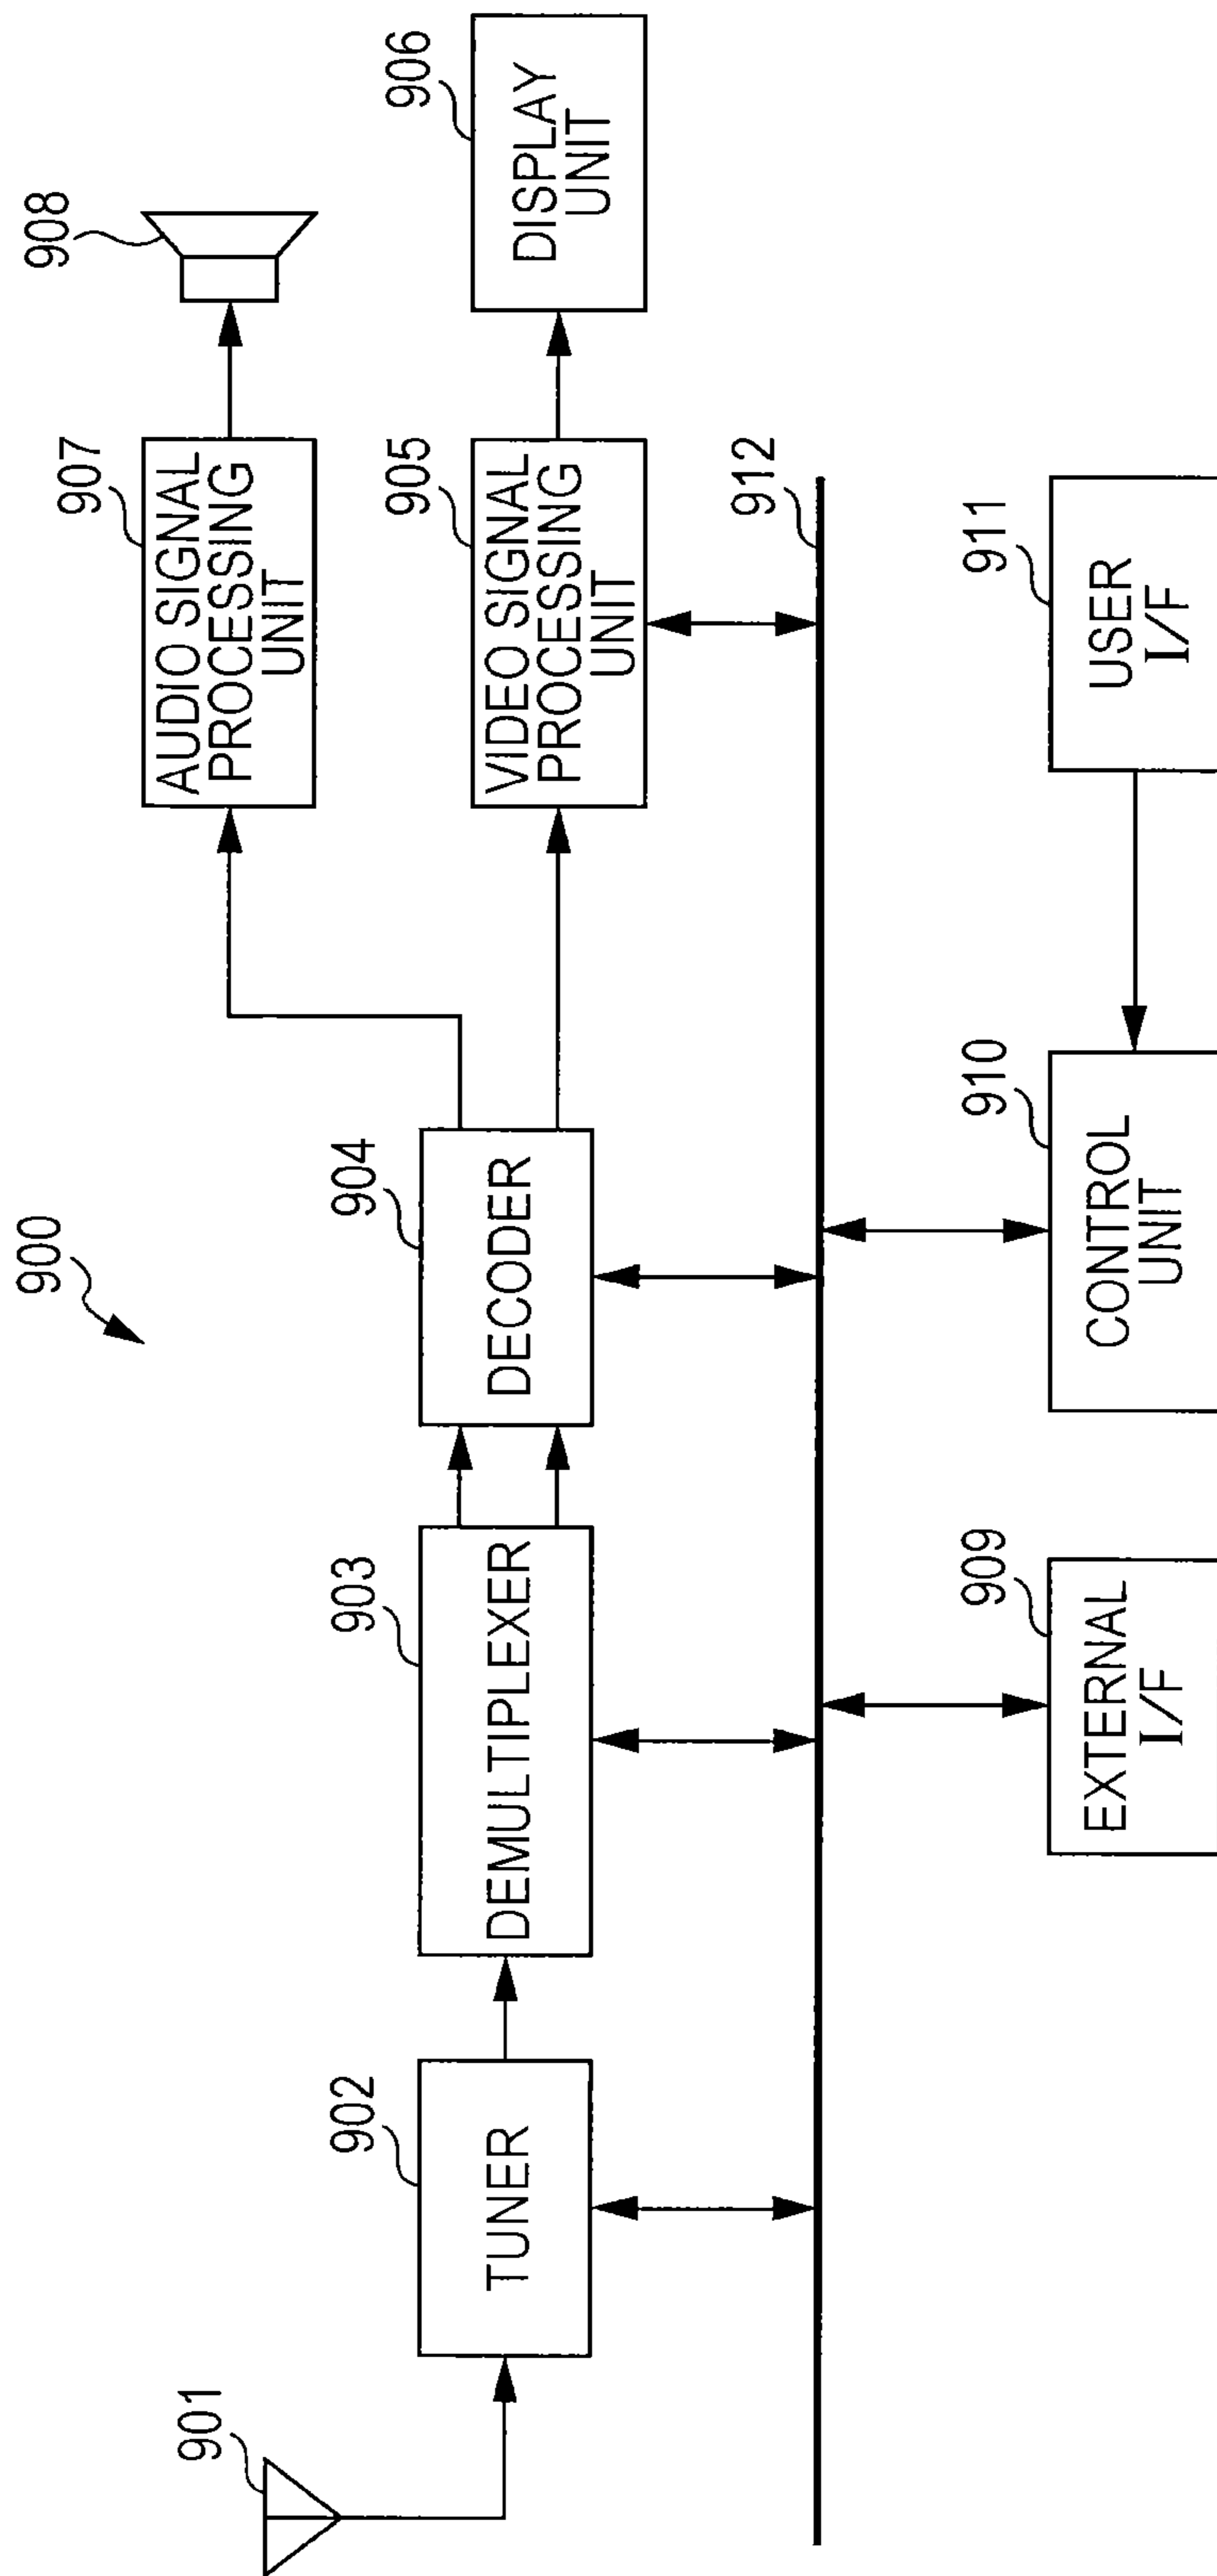 900
901
902
TUNER
903
DEMULTIPLEXER
904
DECODER
907
AUDIO SIGNAL
PROCESSING
UNIT
908
905
VIDEO SIGNAL
PROCESSING
UNIT
906
DISPLAY
UNIT
912
909
EXTERNAL
I/F
910
CONTROL
UNIT
911
USER
I/F